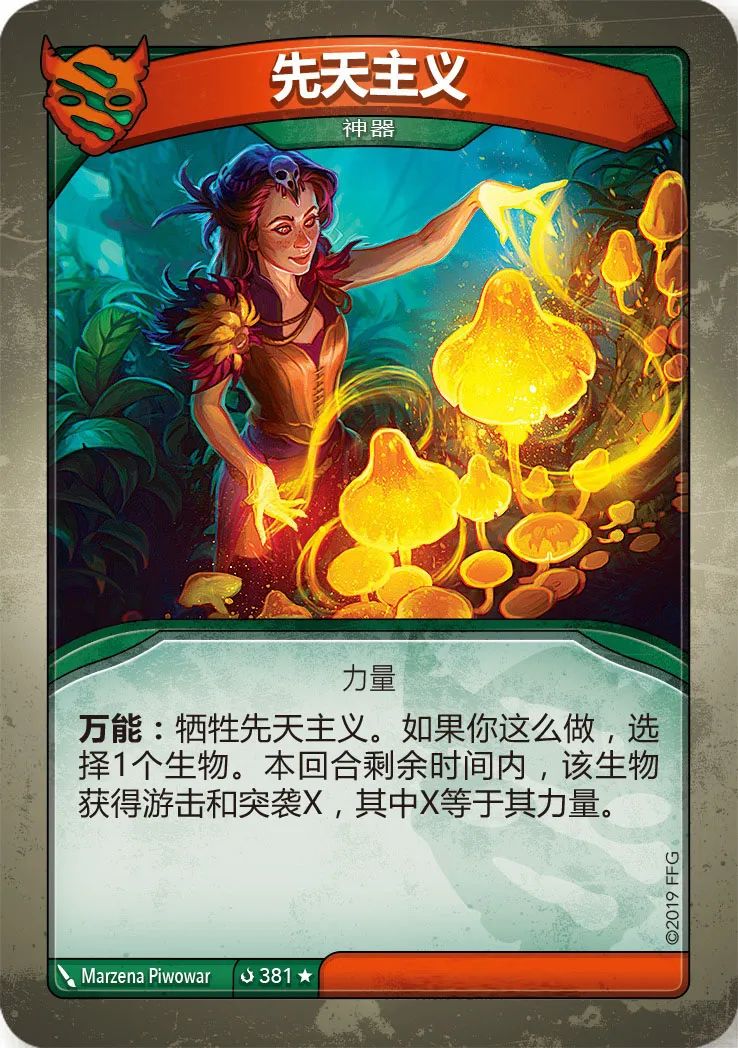 先天主义
神器
力量
万能：牺牲先天主义。如果你这么做，选
择1个生物。本回合剩余时间内，该生物
获得游击和突袭X，其中X等于其力量。
©2019 FFG
Marzena Piwowar
381 ★